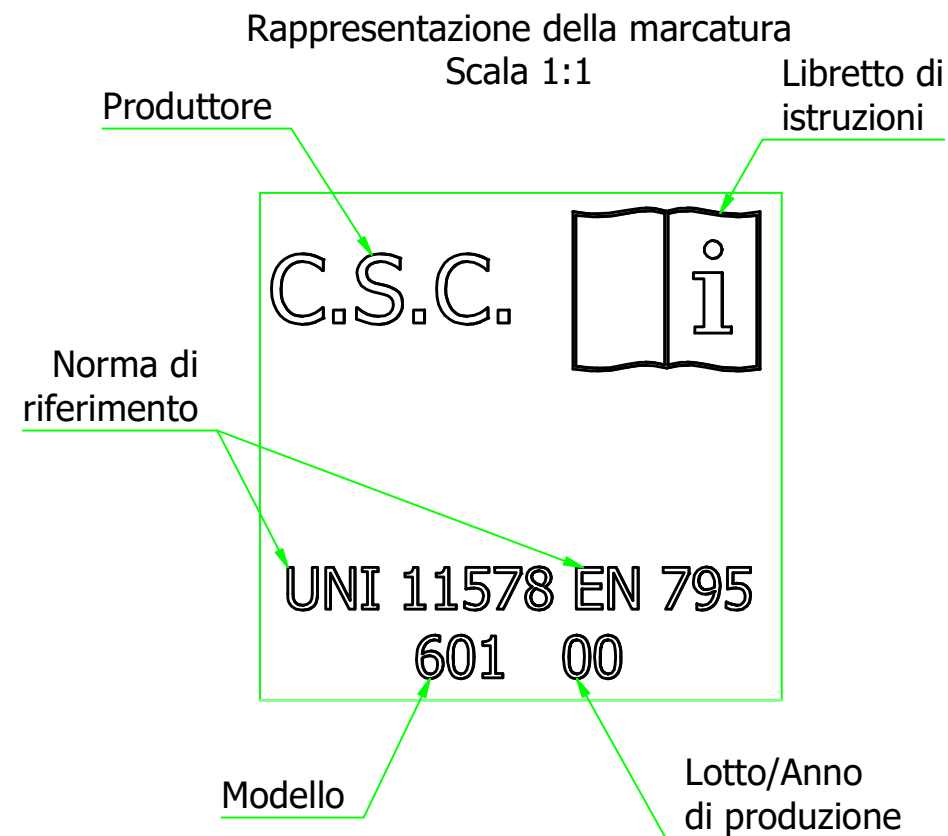 Rappresentazione della marcatura
Scala 1:1
Libretto di
istruzioni
Produttore
C.S.C.
i
Norma di
riferimento
UNI 11578 EN 795
601 00
Modello
Lotto/Anno
di produzione